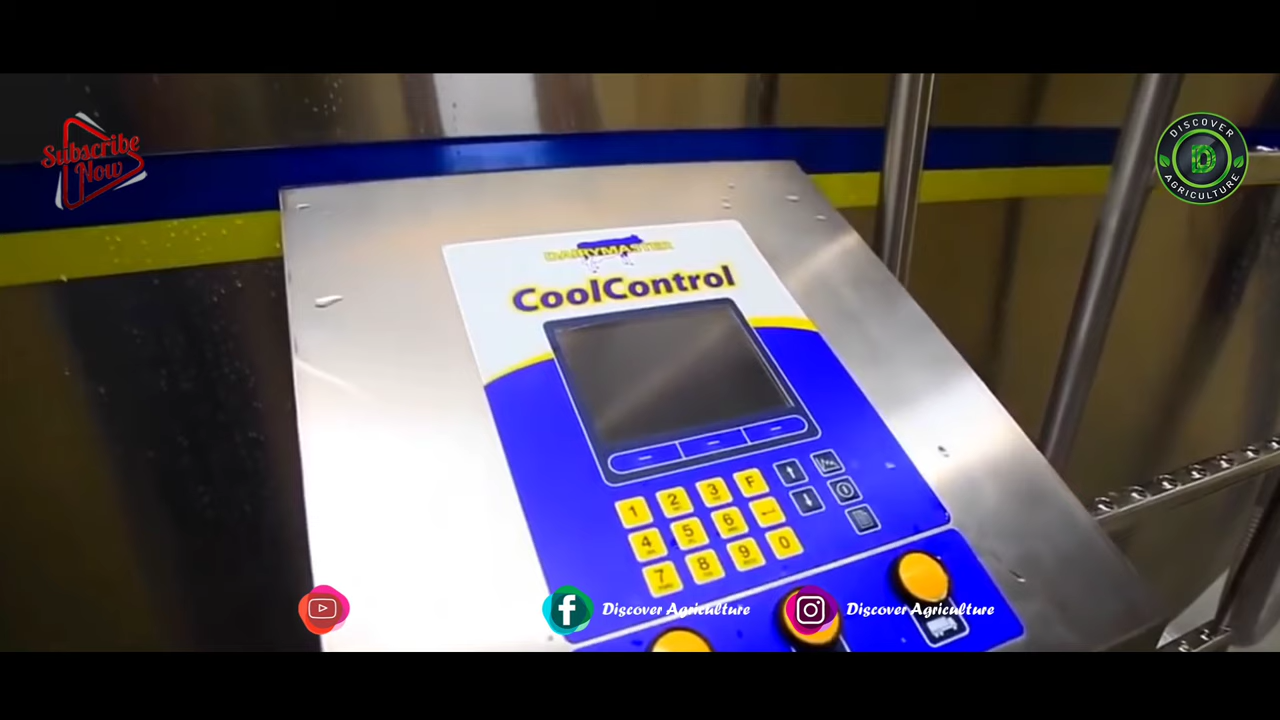 Subscribe
Now
DISCOVER
D
AGRICULTURE
DAIRYMASTER
CoolControl
1 2 3 F
4 5 6
7 8 9 0
Discover Agriculture
Discover Agriculture